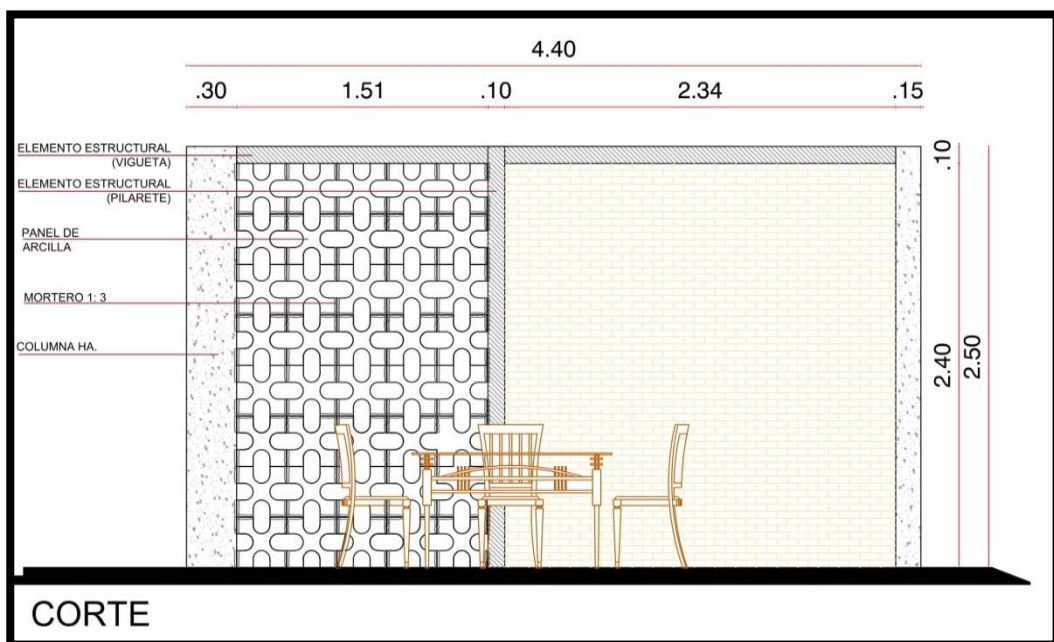 4.40
.30 1.51 .10 2.34 .15
ELEMENTO ESTRUCTURAL
(VIGUETA)
ELEMENTO ESTRUCTURAL
(PILARETE)
PANEL DE
ARCILLA
MORTERO 1: 3
COLUMNA HA.
.10
2.40
2.50
CORTE